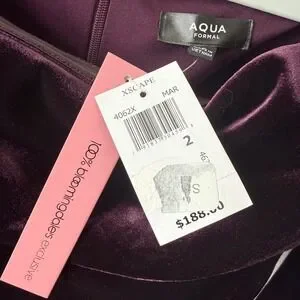 AQUA
FORMAL
XSCAPE
4062X
MAR
2
$188.00
100% bloomingdales exclusive